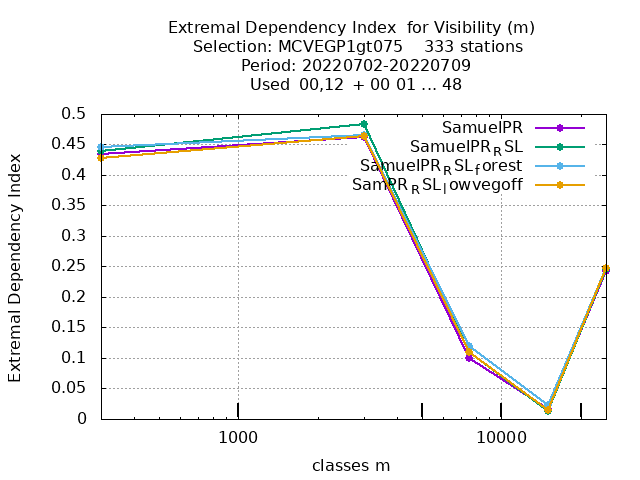 Extremal Dependency Index  for Visibility (m)
Selection: MCVEGP1gt075    333 stations
Period: 20220702-20220709
Used  00,12  + 00 01 ... 48
Extremal Dependency Index
0.5
0.45
0.4
0.35
0.3
0.25
0.2
0.15
0.1
0.05
0
SamuelPR
SamuelPR_RSL
SamuelPR_RSL_forest
SamPR_RSL_lowvegoff
1000
10000
classes m